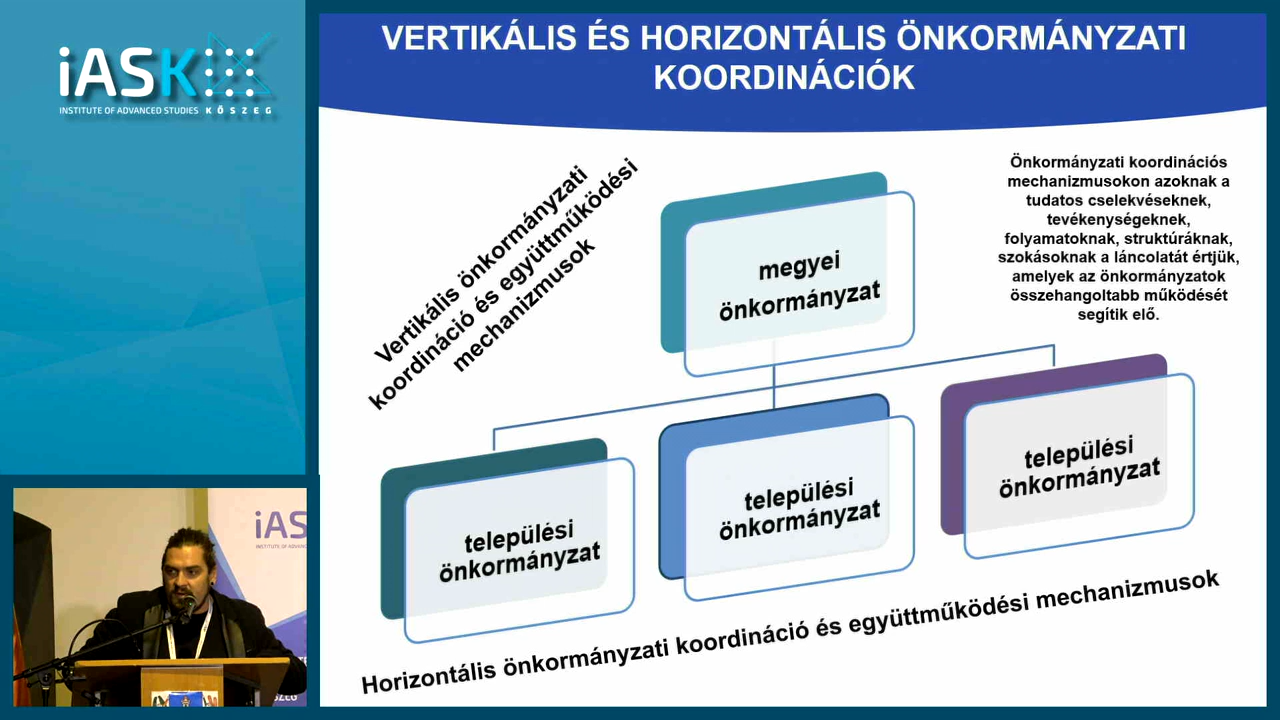 iASK
INSTITUTE OF ADVANCED STUDIES KŐSZEG
VERTIKÁLIS ÉS HORIZONTÁLIS ÖNKORMÁNYZATI
KOORDINÁCIÓK
Vertikális önkormányzati
koordináció és együttműködési
mechanizmusok
Önkormányzati koordinációs
mechanizmusokon azoknak a
tudatos cselekvéseknek,
tevékenységeknek,
folyamatoknak, struktúráknak,
szokásoknak a láncolatát értjük,
amelyek az önkormányzatok
összehangoltabb működését
segítik elő.
megyei
önkormányzat
települési
önkormányzat
települési
önkormányzat
települési
önkormányzat
Horizontális önkormányzati koordináció és együttműködési mechanizmusok
iAS
INSTITUTE OF ADVANC
KŐSZEG